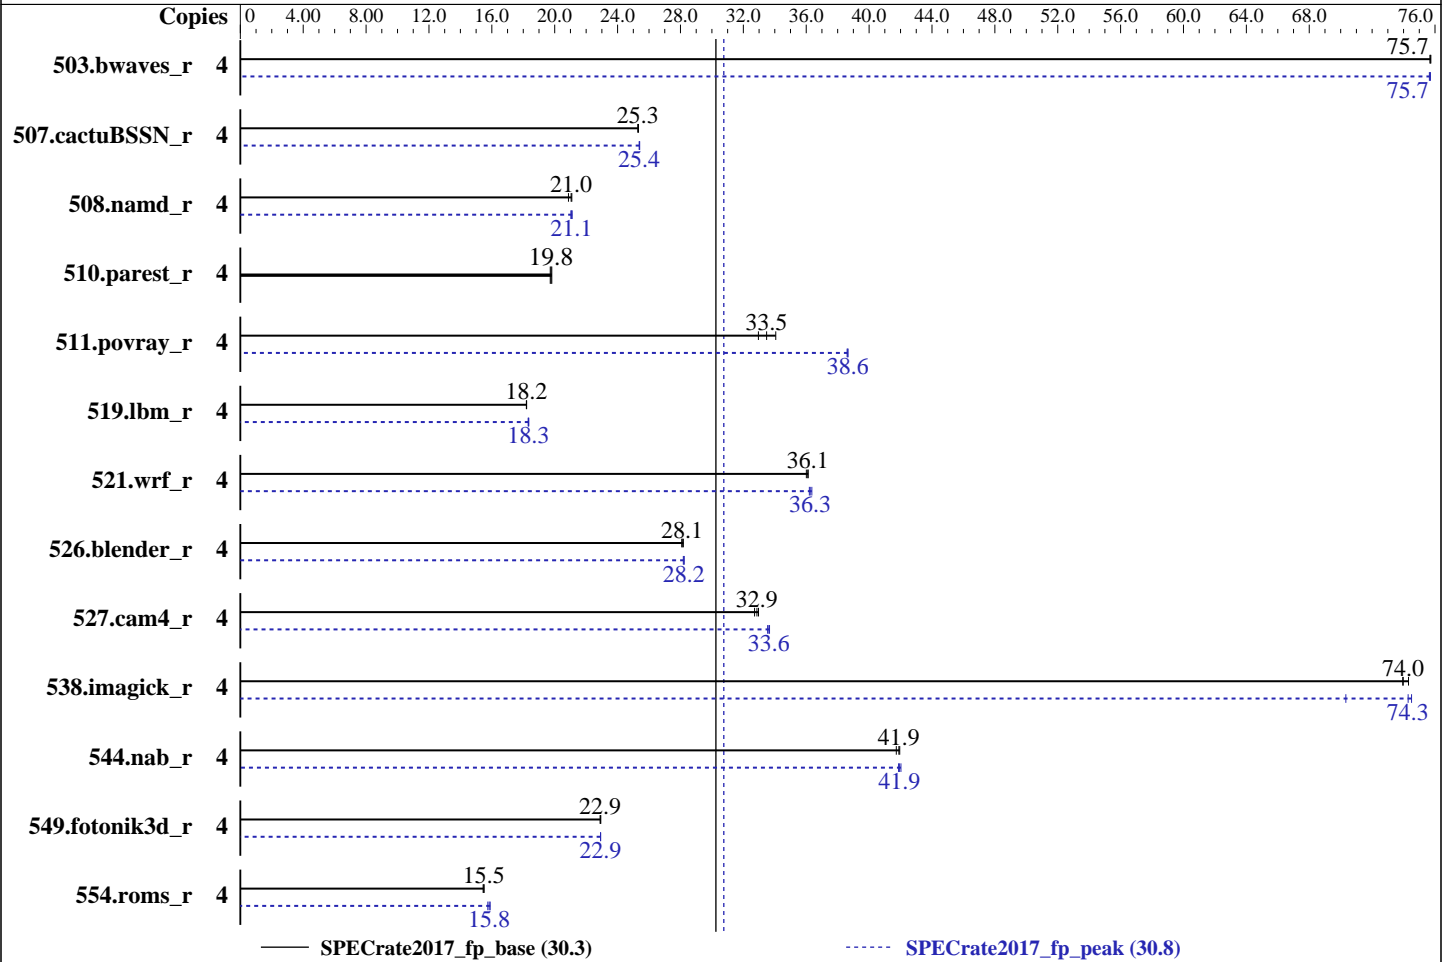 Copies 0 4.00 8.00 12.0 16.0 20.0 24.0 28.0 32.0 36.0 40.0 44.0 48.0 52.0 56.0 60.0 64.0 68.0 76.0
503.bwaves_r 4 75.7
75.7
507.cactuBSSN_r 4 25.3
25.4
508.namd_r 4 21.0
21.1
510.parest_r 4 19.8
511.povray_r 4 33.5
38.6
519.lbm_r 4 18.2
18.3
521.wrf_r 4 36.1
36.3
526.blender_r 4 28.1
28.2
527.cam4_r 4 32.9
33.6
538.imagick_r 4 74.0
74.3
544.nab_r 4 41.9
41.9
549.fotonik3d_r 4 22.9
22.9
554.roms_r 4 15.5
15.8
SPECrate2017_fp_base (30.3) SPECrate2017_fp_peak (30.8)